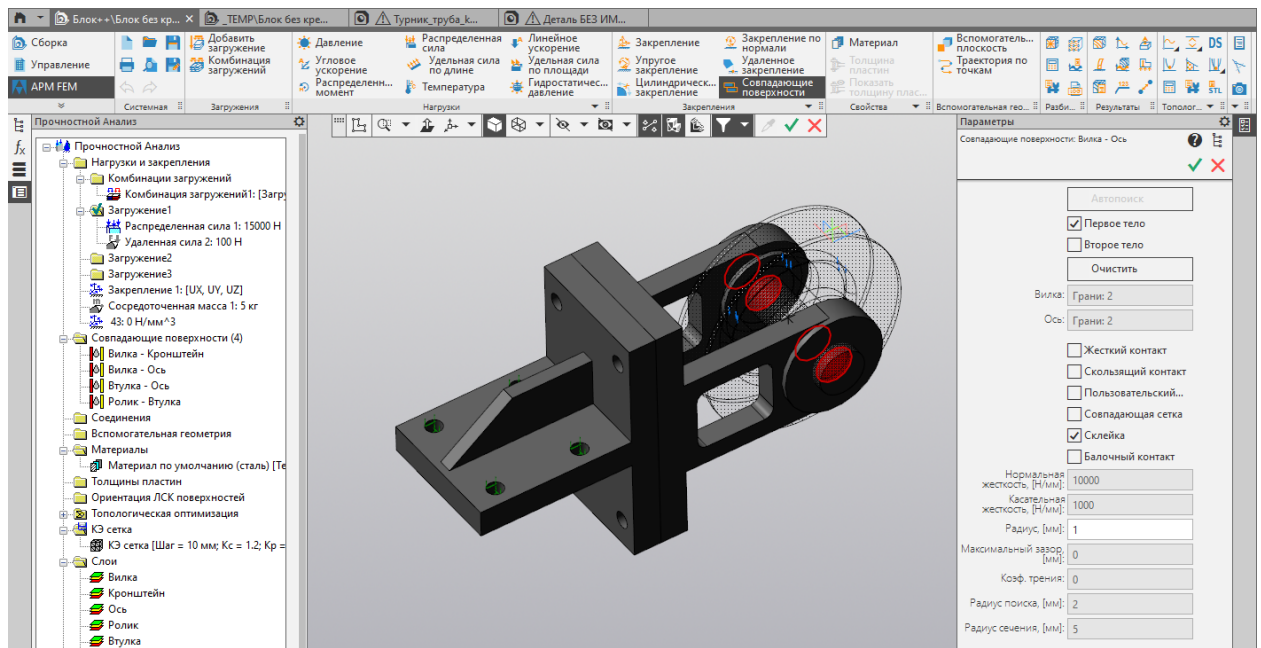 Блок++\Блок без кр...
_TEMP\Блок без кре...
Турник_труба_k...
Деталь БЕЗ ИМ...
Сборка
Управление
APM FEM
Добавить загружение
Комбинация загружений
Давление
Угловое ускорение
Распределенн... момент
Распределенная сила
Удельная сила по длине
Температура
Линейное ускорение
Удельная сила по площади
Гидростатичес... давление
Закрепление
Упругое закрепление
Цилиндрическ... закрепление
Закрепление по нормали
Удаленное закрепление
Совпадающие поверхности
Материал
Толщина пластин
Показать толщину плас...
Вспомогатель... плоскость
Траектория по точкам
DS
STL
Системная
Загружения
Нагрузки
Закрепления
Свойства
Вспомогательная гео...
Разби...
Результаты
Тополог...
Прочностной Анализ
Прочностной Анализ
Нагрузки и закрепления
Комбинации загружений
Комбинация загружений1: [Загру
Загружение1
Распределенная сила 1: 15000 Н
Удаленная сила 2: 100 Н
Загружение2
Загружение3
Закрепление 1: [UX, UY, UZ]
Сосредоточенная масса 1: 5 кг
43: 0 Н/мм^3
Совпадающие поверхности (4)
Вилка - Кронштейн
Вилка - Ось
Втулка - Ось
Ролик - Втулка
Соединения
Вспомогательная геометрия
Материалы
Материал по умолчанию (сталь) [Те
Толщины пластин
Ориентация ЛСК поверхностей
Топологическая оптимизация
КЭ сетка
КЭ сетка [Шаг = 10 мм; Кс = 1.2; Кр =
Слои
Вилка
Кронштейн
Ось
Ролик
Втулка
Параметры
Совпадающие поверхности: Вилка - Ось
Автопоиск
Первое тело
Второе тело
Очистить
Вилка: Грани: 2
Ось: Грани: 2
Жесткий контакт
Скользящий контакт
Пользовательский...
Совпадающая сетка
Склейка
Балочный контакт
Нормальная жесткость, [Н/мм]: 10000
Касательная жесткость, [Н/мм]: 1000
Радиус, [мм]: 1
Максимальный зазор, [мм]: 0
Коэф. трения: 0
Радиус поиска, [мм]: 2
Радиус сечения, [мм]: 5